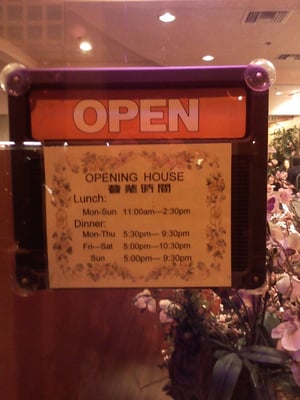 OPEN
OPENING HOUSE
營業時間
Lunch:
Mon-Sun 11:00am---2:30pm
Dinner:
Mon-Thu 5:30pm--- 9:30pm
Fri---Sat 5:00pm---10:30pm
Sun 5:00pm--- 9:30pm